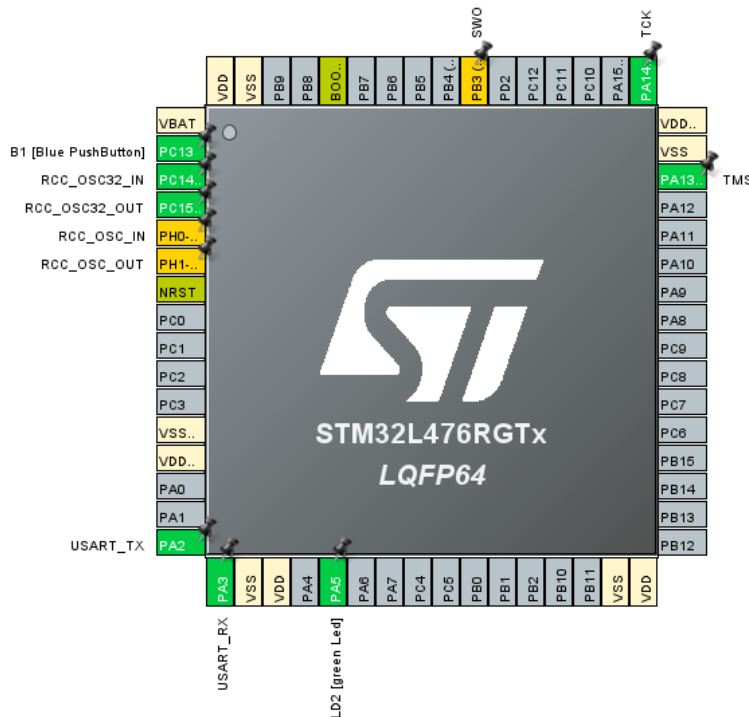 SWO
TCK
VDD
VSS
PB9
PB8
BOO..
PB7
PB6
PB5
PB4 (..
PB3 (..
PD2
PC12
PC11
PC10
PA15..
PA14..
VBAT
B1 [Blue PushButton]
PC13
RCC_OSC32_IN
PC14..
RCC_OSC32_OUT
PC15..
RCC_OSC_IN
PH0-..
RCC_OSC_OUT
PH1-..
NRST
PC0
PC1
PC2
PC3
VSS..
VDD..
PA0
PA1
USART_TX
PA2
VDD..
VSS
PA13..
TMS
PA12
PA11
PA10
PA9
PA8
PC9
PC8
PC7
PC6
PB15
PB14
PB13
PB12
STM32L476RGTx
LQFP64
PA3
VSS
VDD
PA4
PA5
PA6
PA7
PC4
PC5
PB0
PB1
PB2
PB10
PB11
VSS
VDD
USART_RX
LD2 [green Led]